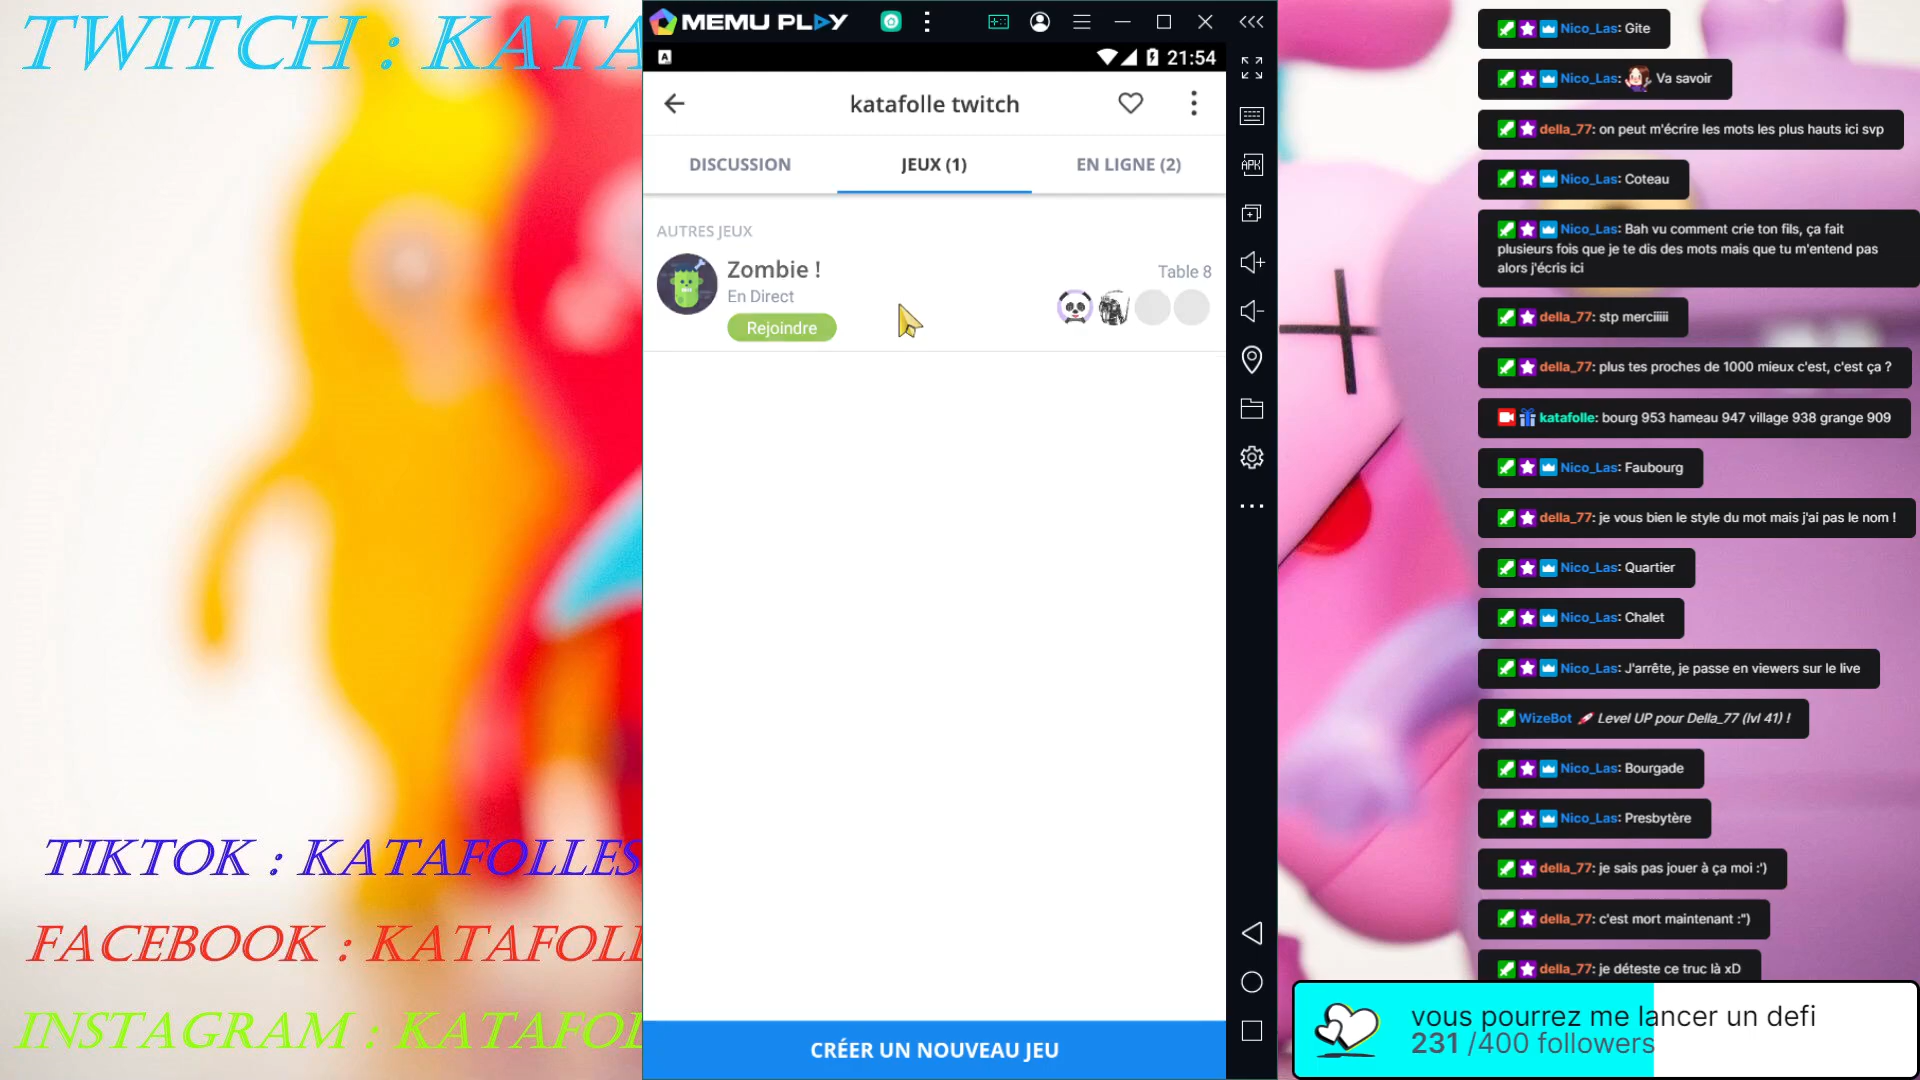 TWITCH : KATA
TIKTOK : KATAFOLLES
FACEBOOK : KATAFOLL
INSTAGRAM : KATAFOL
MEMU PLAY
A
21:54
katafolle twitch
DISCUSSION
JEUX (1)
EN LIGNE (2)
AUTRES JEUX
Zombie !
En Direct
Rejoindre
Table 8
CRÉER UN NOUVEAU JEU
APK
Nico_Las: Gite
Nico_Las: Va savoir
della_77: on peut m'écrire les mots les plus hauts ici svp
Nico_Las: Coteau
Nico_Las: Bah vu comment crie ton fils, ça fait
plusieurs fois que je te dis des mots mais que tu m'entend pas
alors j'écris ici
della_77: stp merciiiii
della_77: plus tes proches de 1000 mieux c'est, c'est ça ?
katafolle: bourg 953 hameau 947 village 938 grange 909
Nico_Las: Faubourg
della_77: je vous bien le style du mot mais j'ai pas le nom !
Nico_Las: Quartier
Nico_Las: Chalet
Nico_Las: J'arrête, je passe en viewers sur le live
WizeBot Level UP pour Della_77 (lvl 41) !
Nico_Las: Bourgade
Nico_Las: Presbytère
della_77: je sais pas jouer à ça moi :')
della_77: c'est mort maintenant :")
della_77: je déteste ce truc là xD
vous pourrez me lancer un defi
231 /400 followers